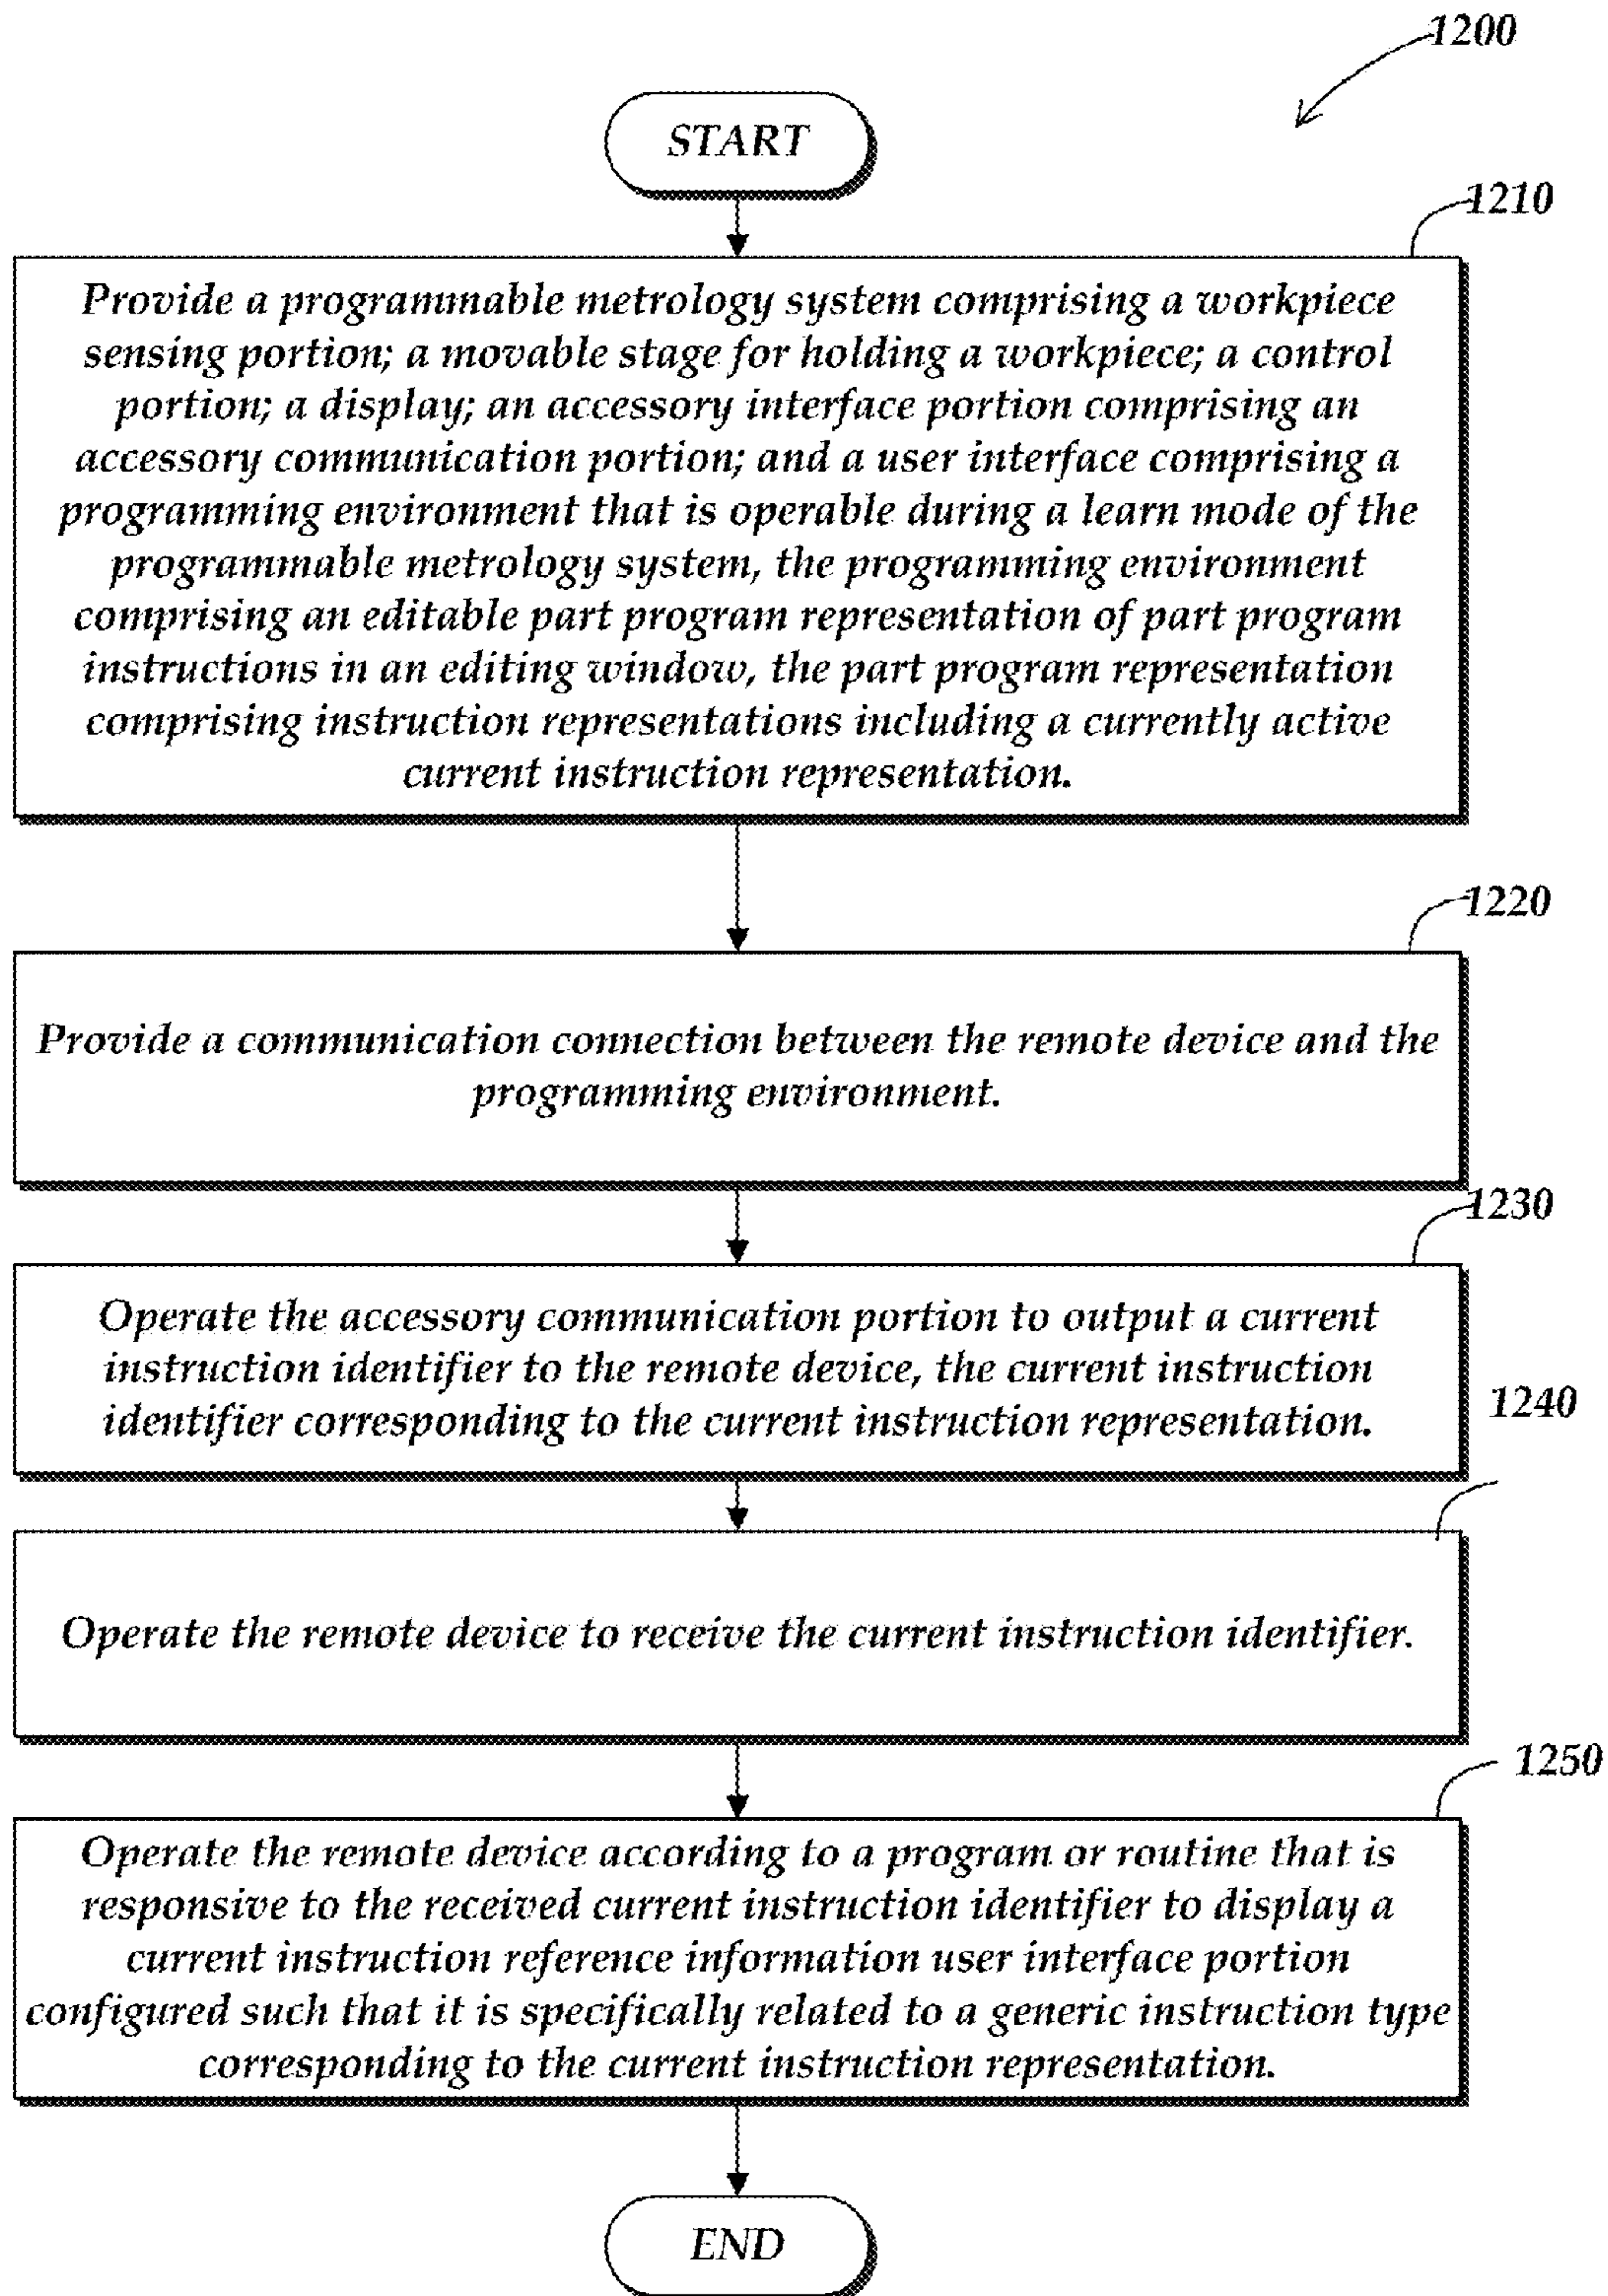 1200
START
1210
Provide a programmable metrology system comprising a workpiece
sensing portion; a movable stage for holding a workpiece; a control
portion; a display; an accessory interface portion comprising an
accessory communication portion; and a user interface comprising a
programming environment that is operable during a learn mode of the
programmable metrology system, the programming environment
comprising an editable part program representation of part program
instructions in an editing window, the part program representation
comprising instruction representations including a currently active
current instruction representation.
1220
Provide a communication connection between the remote device and the
programming environment.
1230
Operate the accessory communication portion to output a current
instruction identifier to the remote device, the current instruction
identifier corresponding to the current instruction representation.
1240
Operate the remote device to receive the current instruction identifier.
1250
Operate the remote device according to a program or routine that is
responsive to the received current instruction identifier to display a
current instruction reference information user interface portion
configured such that it is specifically related to a generic instruction type
corresponding to the current instruction representation.
END